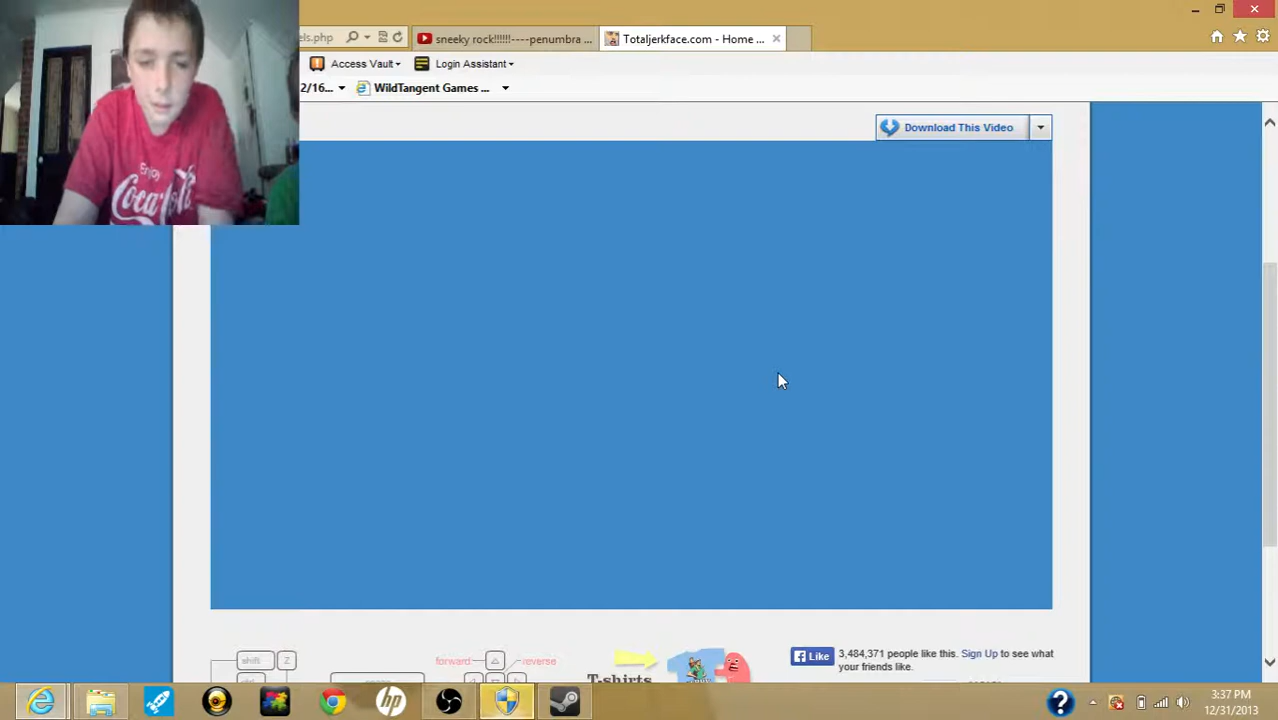 els.php
sneeky rock!!!!!!----penumbra ...
Totaljerkface.com - Home ...
Access Vault
Login Assistant
2/16...
WildTangent Games ...
Download This Video
Enjoy
Coca-Cola
shift
Z
forward
reverse
T-shirts
Like
3,484,371 people like this. Sign Up to see what
your friends like.
hp
3:37 PM
12/31/2013